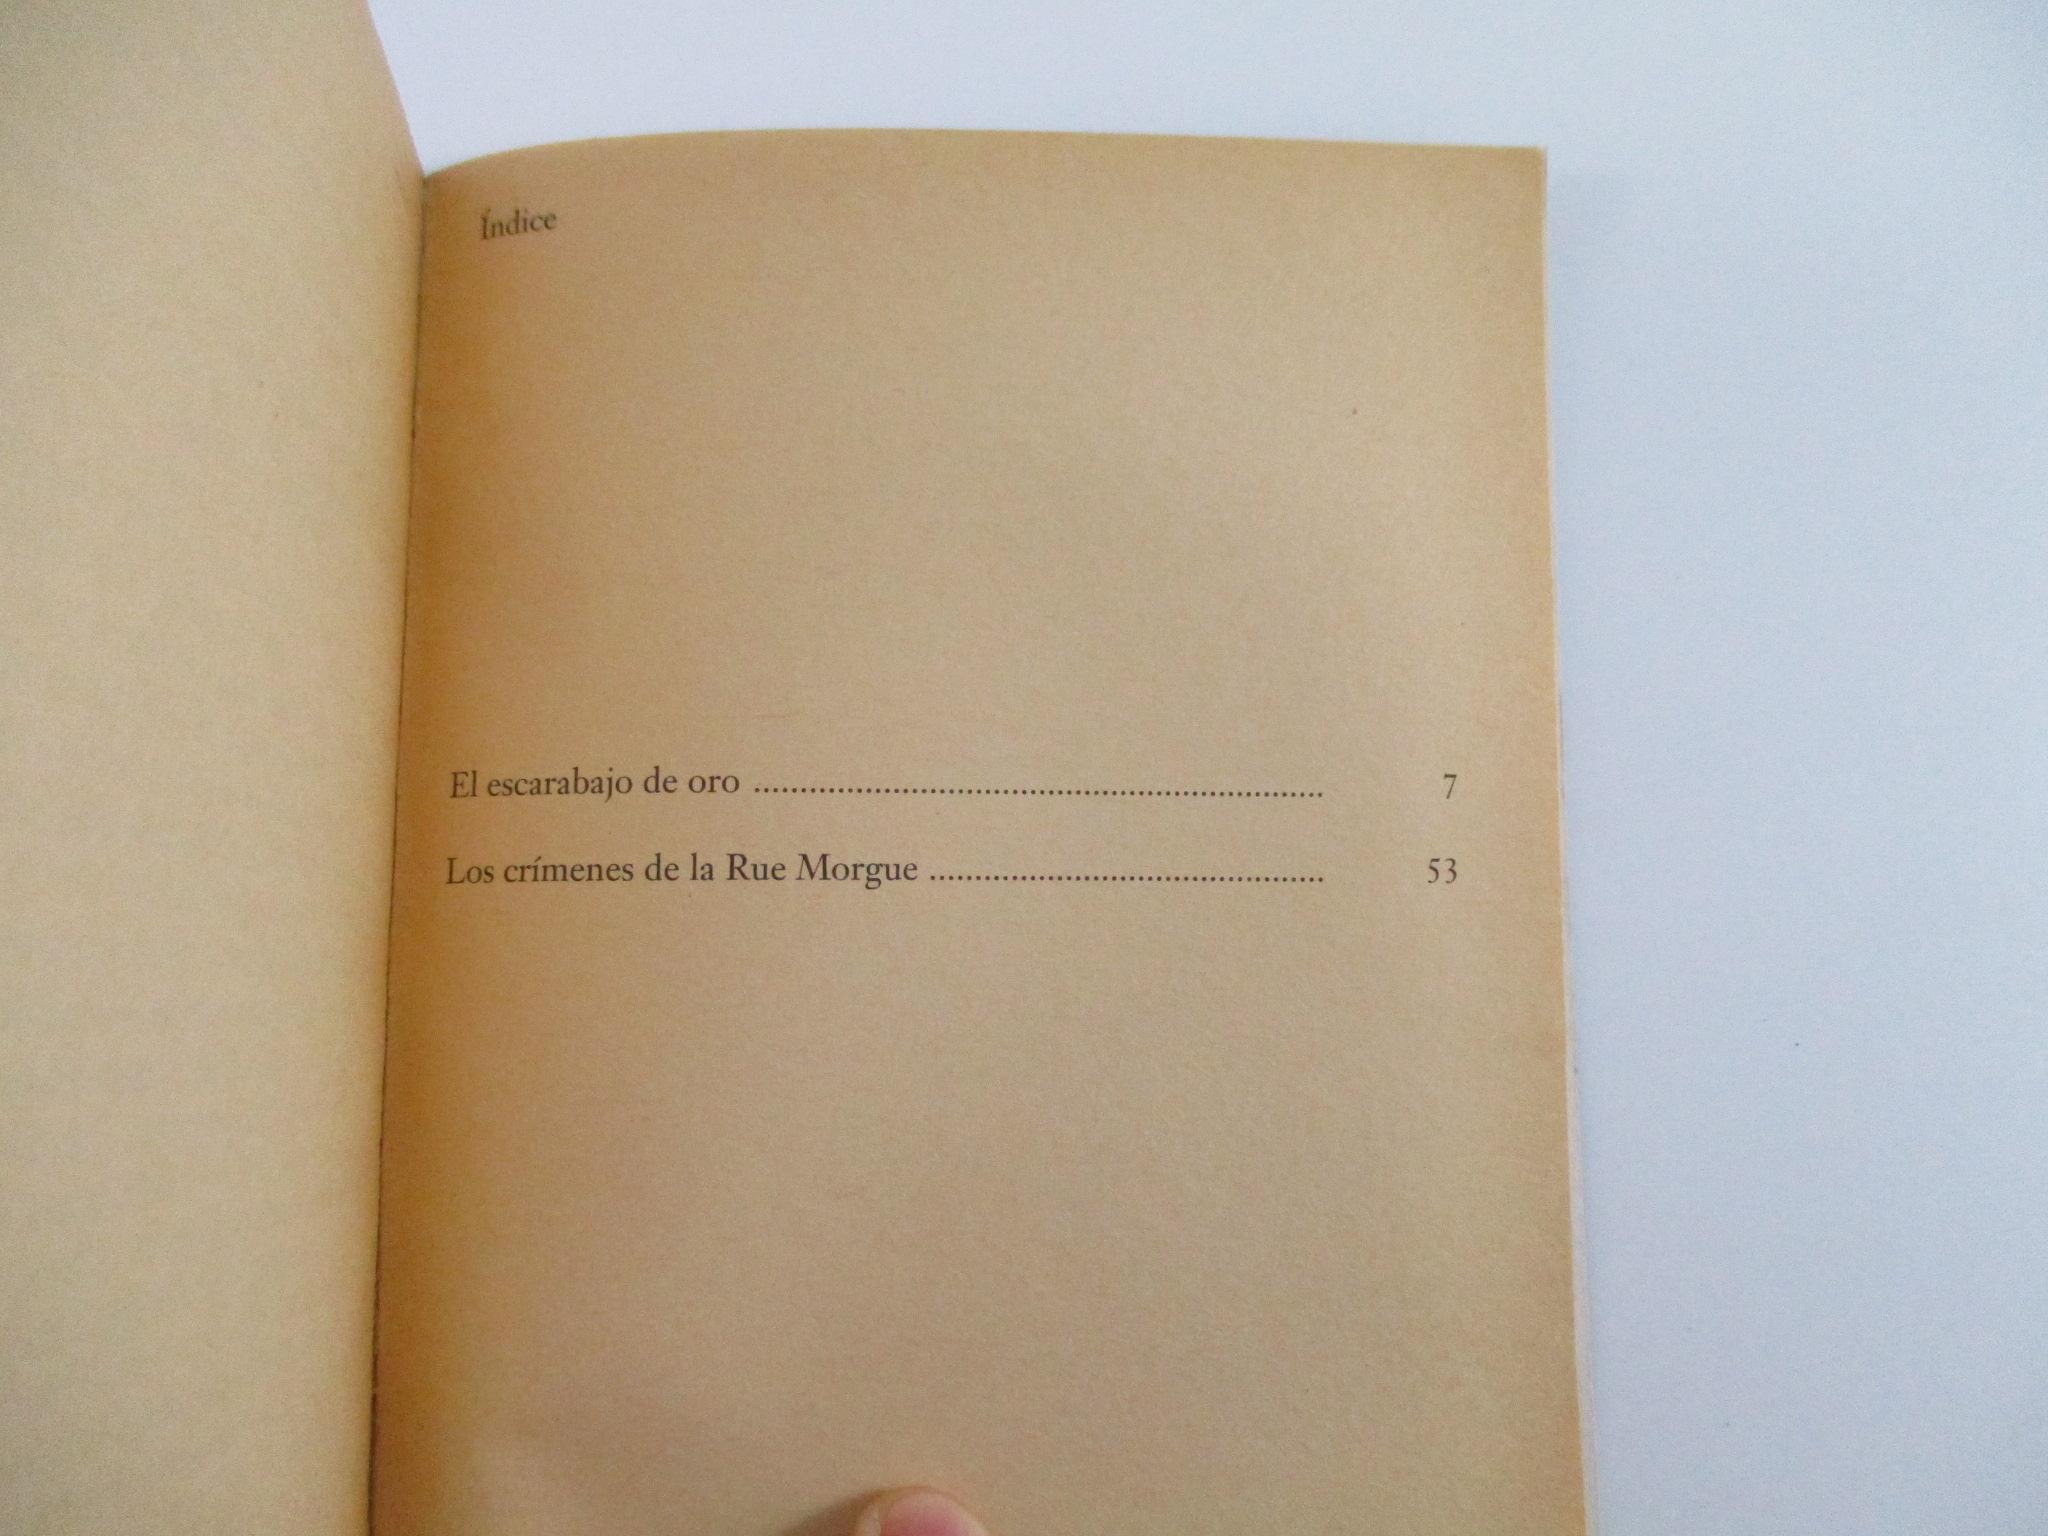 Índice
El escarabajo de oro ............................................................. 7
Los crímenes de la Rue Morgue .......................................... 53